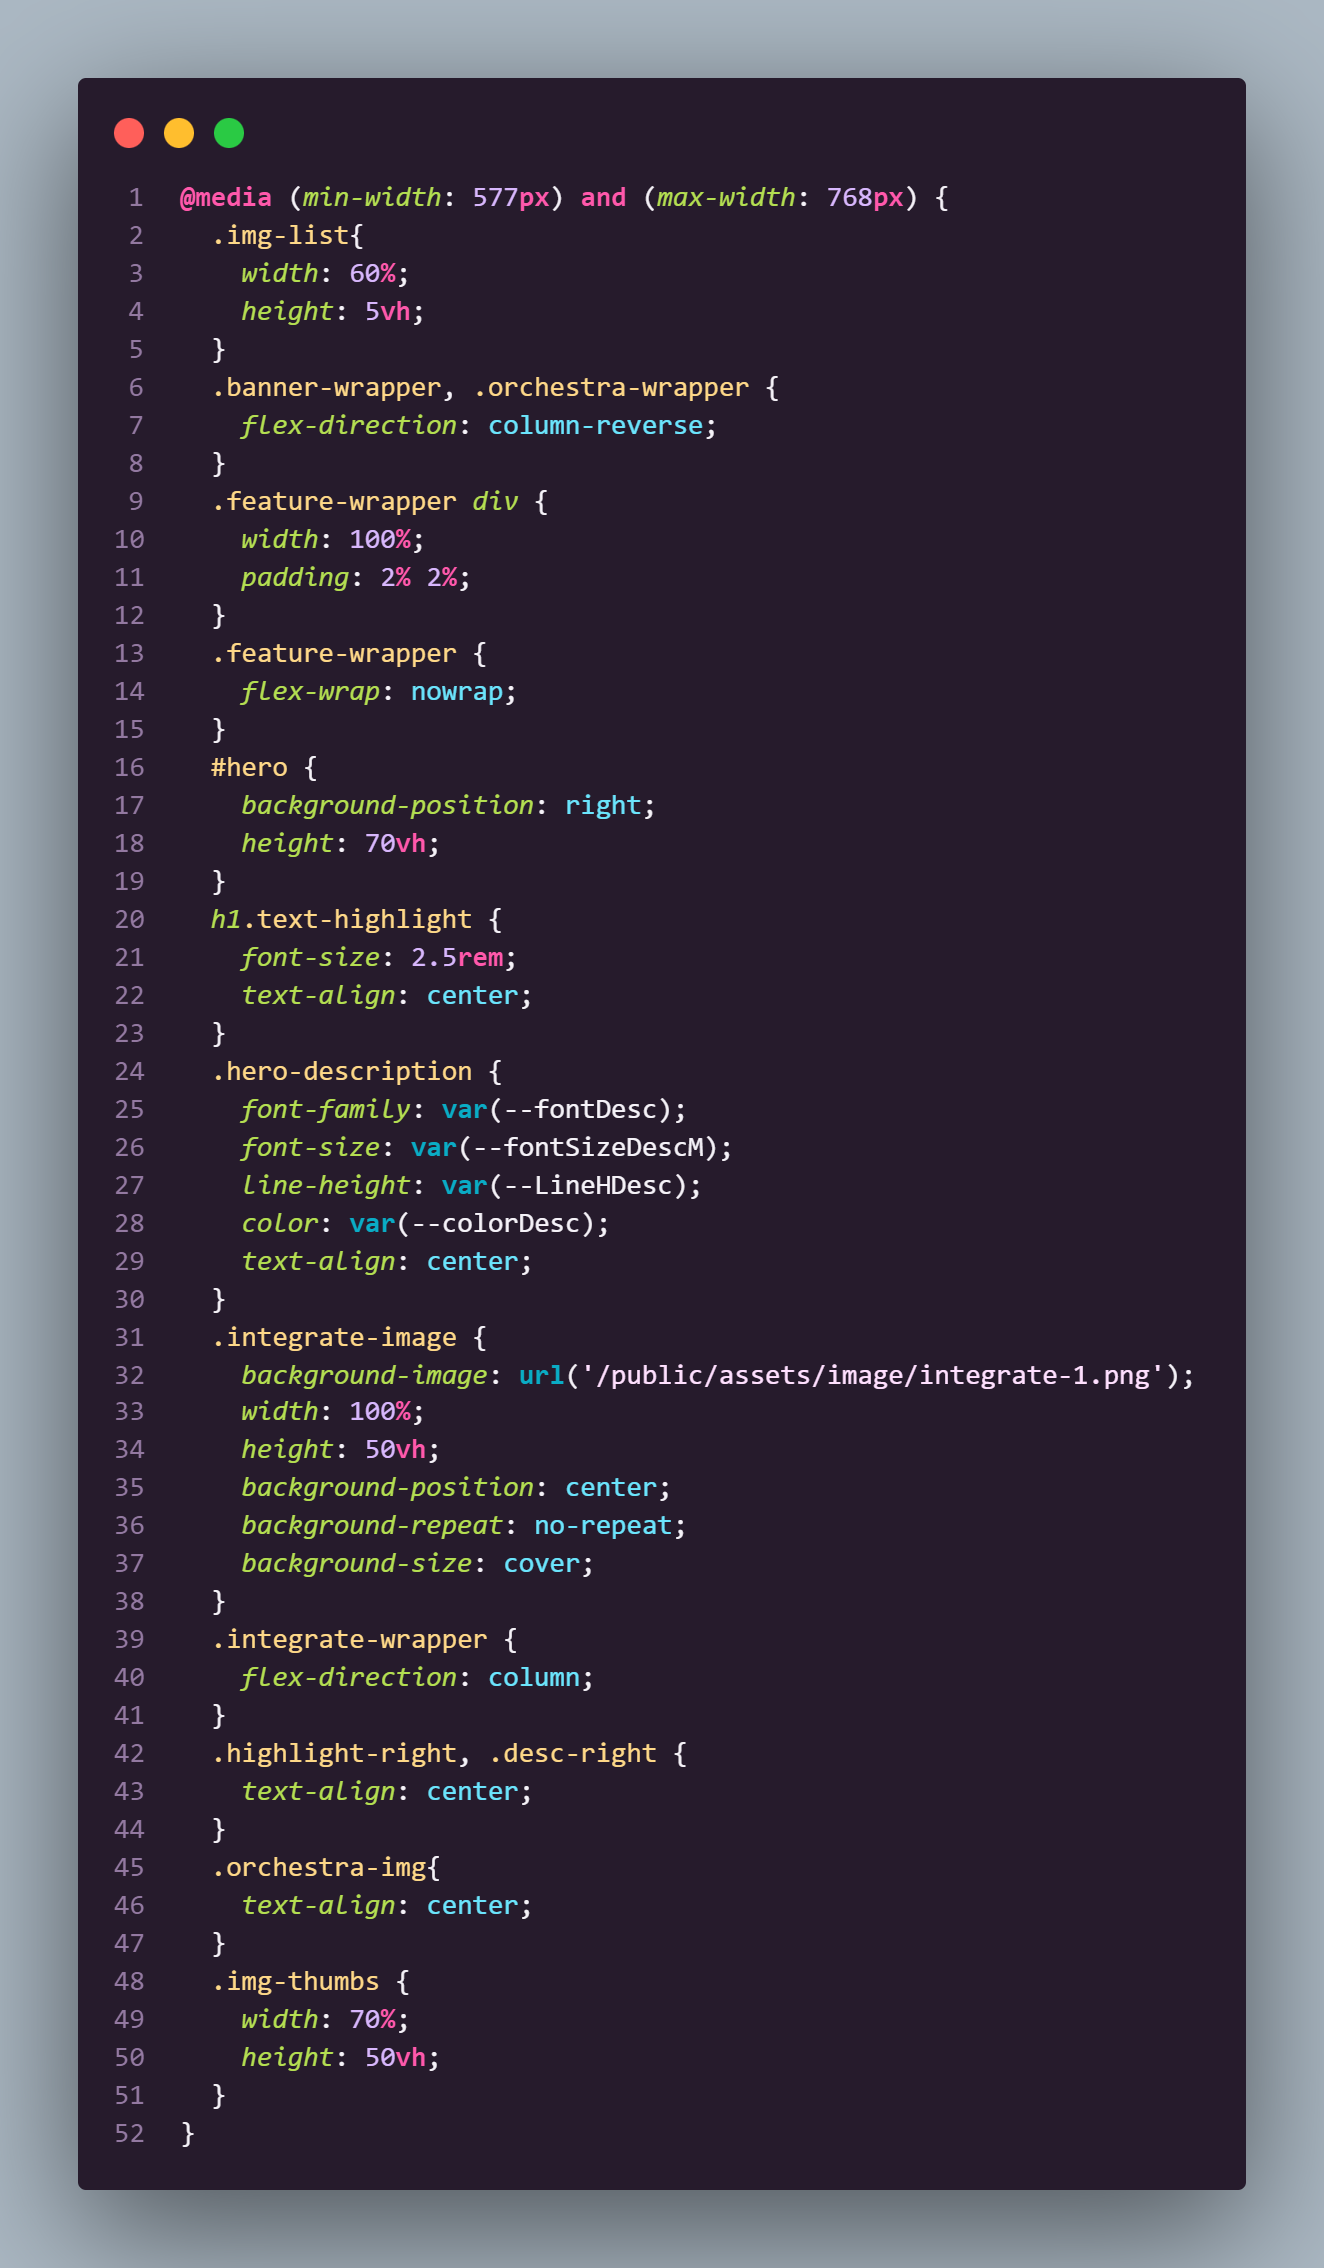 1 @media (min-width: 577px) and (max-width: 768px) {
2   .img-list{
3     width: 60%;
4     height: 5vh;
5   }
6   .banner-wrapper, .orchestra-wrapper {
7     flex-direction: column-reverse;
8   }
9   .feature-wrapper div {
10     width: 100%;
11     padding: 2% 2%;
12   }
13   .feature-wrapper {
14     flex-wrap: nowrap;
15   }
16   #hero {
17     background-position: right;
18     height: 70vh;
19   }
20   h1.text-highlight {
21     font-size: 2.5rem;
22     text-align: center;
23   }
24   .hero-description {
25     font-family: var(--fontDesc);
26     font-size: var(--fontSizeDescM);
27     line-height: var(--LineHDesc);
28     color: var(--colorDesc);
29     text-align: center;
30   }
31   .integrate-image {
32     background-image: url('/public/assets/image/integrate-1.png');
33     width: 100%;
34     height: 50vh;
35     background-position: center;
36     background-repeat: no-repeat;
37     background-size: cover;
38   }
39   .integrate-wrapper {
40     flex-direction: column;
41   }
42   .highlight-right, .desc-right {
43     text-align: center;
44   }
45   .orchestra-img{
46     text-align: center;
47   }
48   .img-thumbs {
49     width: 70%;
50     height: 50vh;
51   }
52 }